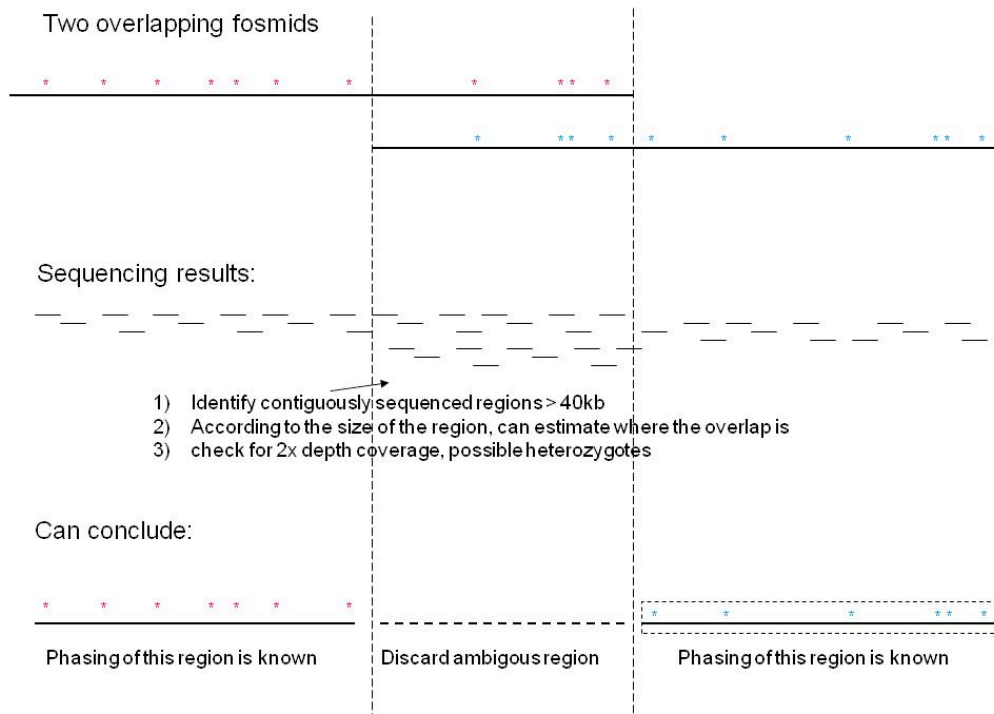 Two overlapping fosmids
Sequencing results:
1) Identify contiguously sequenced regions > 40kb
2) According to the size of the region, can estimate where the overlap is
3) check for 2x depth coverage, possible heterozygotes
Can conclude:
Phasing of this region is known
Discard ambigous region
Phasing of this region is known